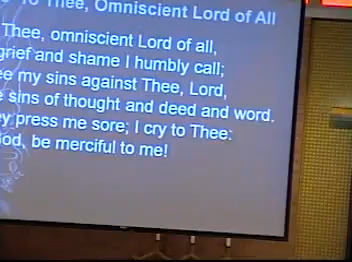 To Thee, Omniscient Lord of All
Thee, omniscient Lord of all,
grief and shame I humbly call;
my sins against Thee, Lord,
sins of thought and deed and word.
press me sore; I cry to Thee:
be merciful to me!